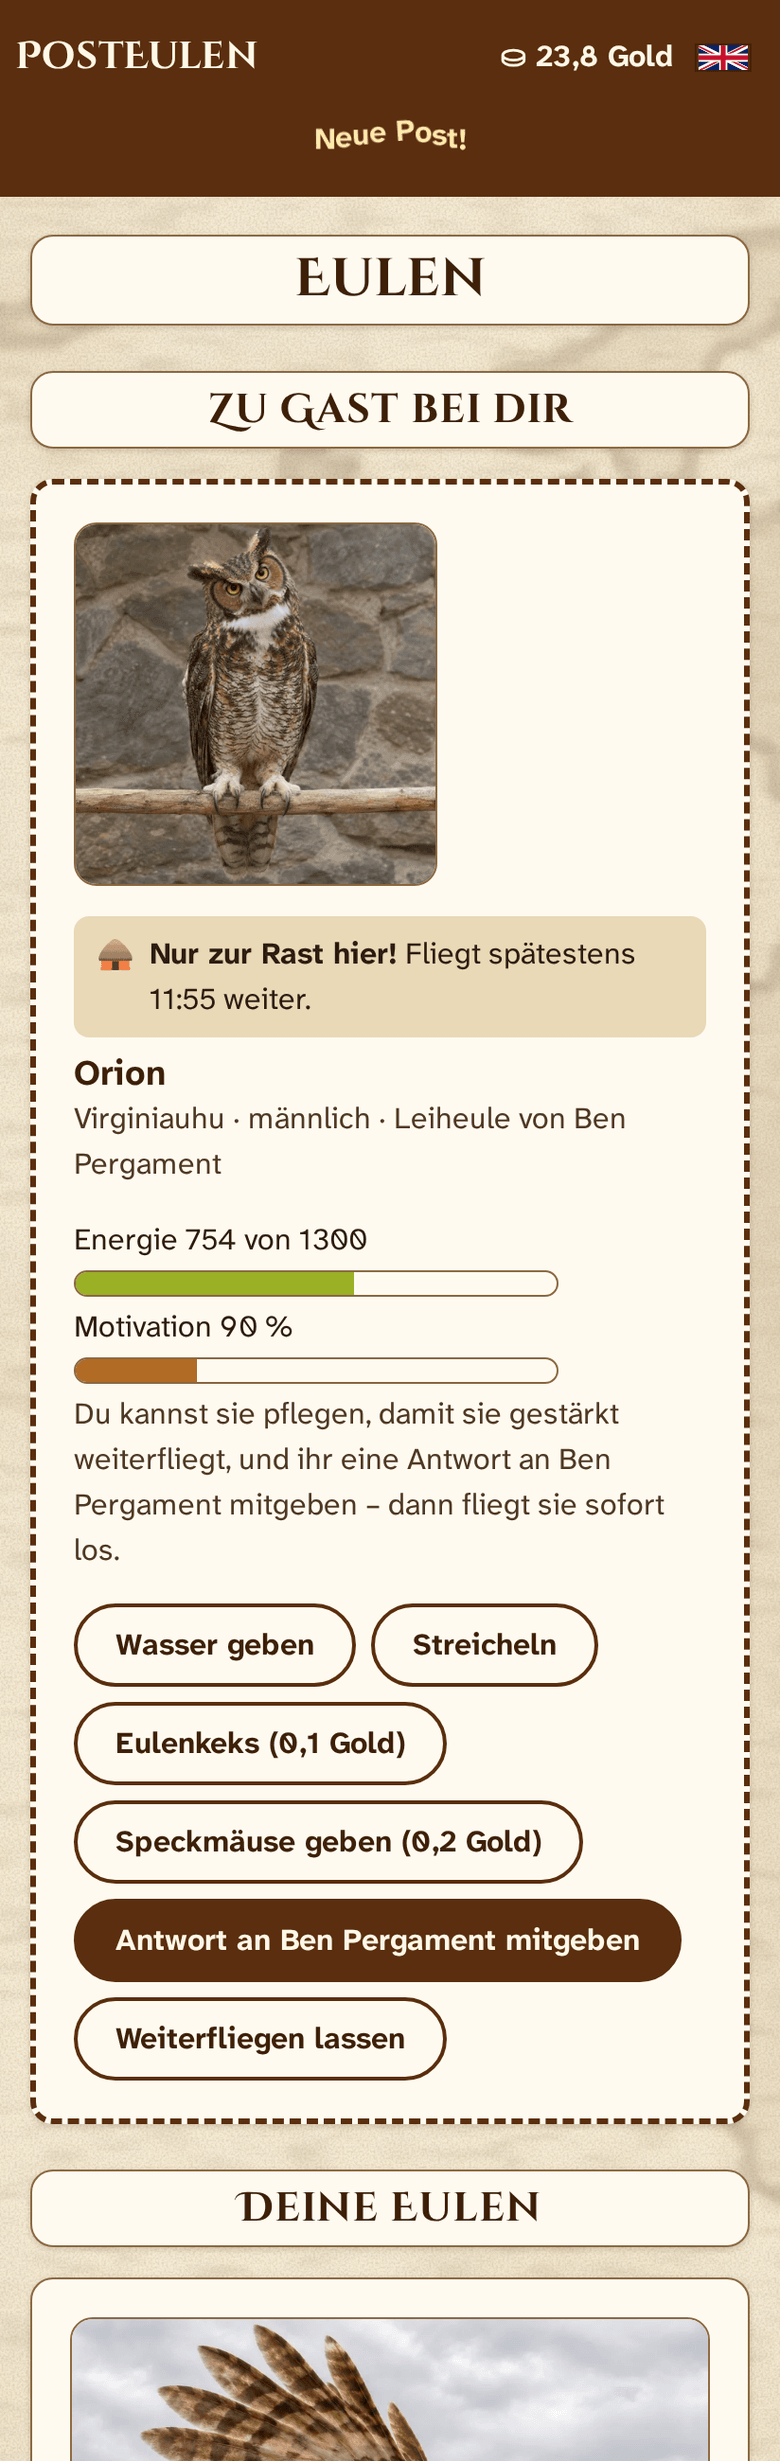 PostEulen
23,8 Gold
Neue Post!
Eulen
Zu Gast bei dir
Nur zur Rast hier! Fliegt spätestens
11:55 weiter.
Orion
Virginiauhu · männlich · Leiheule von Ben
Pergament
Energie 754 von 1300
Motivation 90 %
Du kannst sie pflegen, damit sie gestärkt
weiterfliegt, und ihr eine Antwort an Ben
Pergament mitgeben – dann fliegt sie sofort
los.
Wasser geben
Streicheln
Eulenkeks (0,1 Gold)
Speckmäuse geben (0,2 Gold)
Antwort an Ben Pergament mitgeben
Weiterfliegen lassen
Deine Eulen